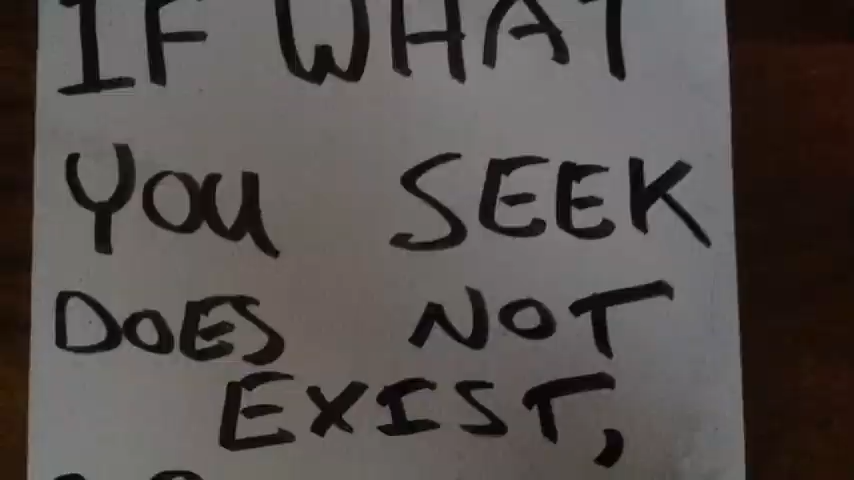 IF WHAT
YOU SEEK
DOES NOT
EXIST,